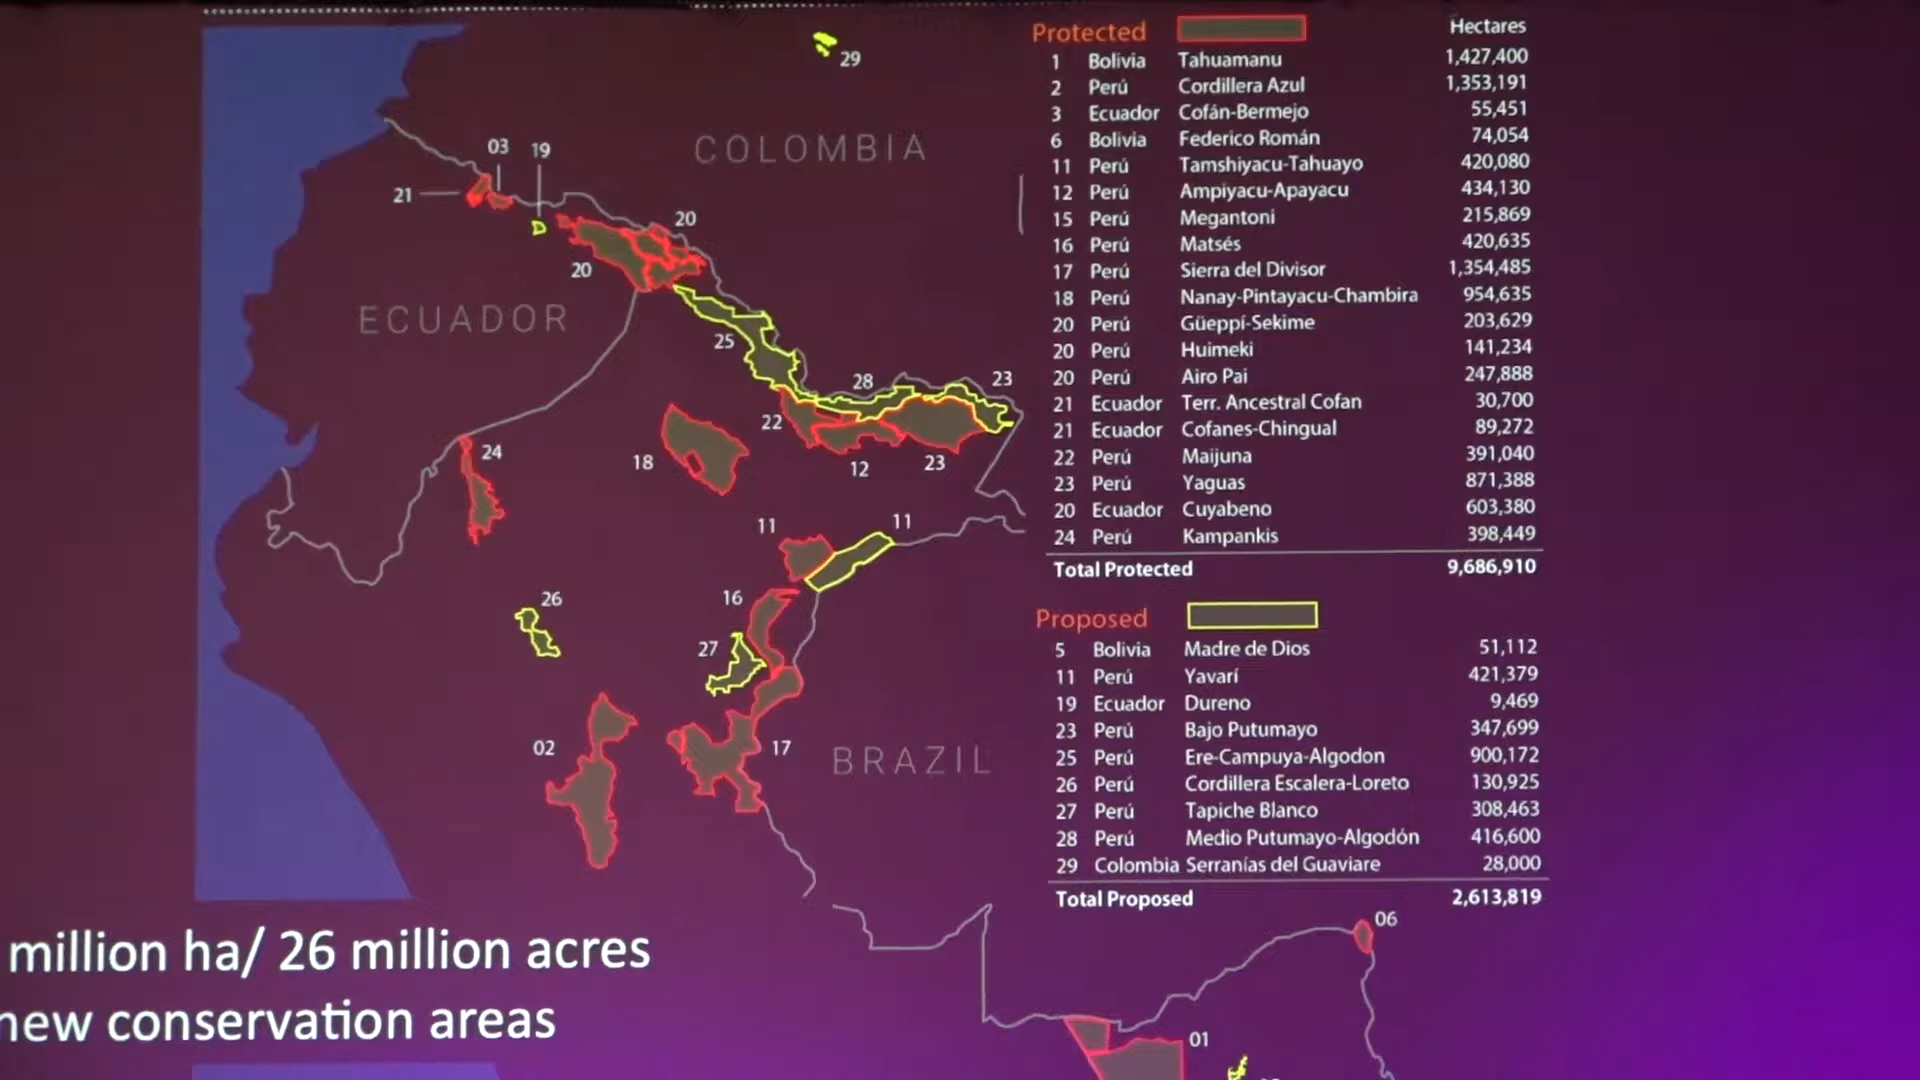 Protected Hectares
1 Bolivia Tahuamanu 1,427,400
2 Perú Cordillera Azul 1,353,191
3 Ecuador Cofán-Bermejo 55,451
6 Bolivia Federico Román 74,054
11 Perú Tamshiyacu-Tahuayo 420,080
12 Perú Ampiyacu-Apayacu 434,130
15 Perú Megantoni 215,869
16 Perú Matsés 420,635
17 Perú Sierra del Divisor 1,354,485
18 Perú Nanay-Pintayacu-Chambira 954,635
20 Perú Güeppí-Sekime 203,629
20 Perú Huimeki 141,234
20 Perú Airo Pai 247,888
21 Ecuador Terr. Ancestral Cofan 30,700
21 Ecuador Cofanes-Chingual 89,272
22 Perú Maijuna 391,040
23 Perú Yaguas 871,388
20 Ecuador Cuyabeno 603,380
24 Perú Kampankis 398,449
Total Protected 9,686,910
Proposed
5 Bolivia Madre de Dios 51,112
11 Perú Yavarí 421,379
19 Ecuador Dureno 9,469
23 Perú Bajo Putumayo 347,699
25 Perú Ere-Campuya-Algodon 900,172
26 Perú Cordillera Escalera-Loreto 130,925
27 Perú Tapiche Blanco 308,463
28 Perú Medio Putumayo-Algodón 416,600
29 Colombia Serranías del Guaviare 28,000
Total Proposed 2,613,819
29
COLOMBIA
03
19
21
20
20
ECUADOR
25
28
23
22
24
18
12
23
11
11
26
16
27
02
17
BRAZIL
06
01
million ha/ 26 million acres
new conservation areas